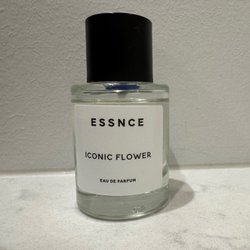 ESSNCE
ICONIC FLOWER
EAU DE PARFUM